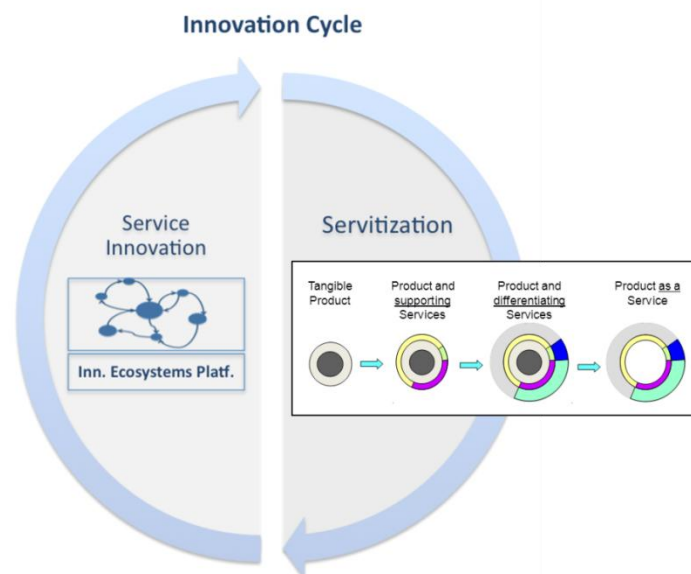 Innovation Cycle
Service
Innovation
Inn. Ecosystems Platf.
Servitization
Tangible
Product
Product and
supporting
Services
Product and
differentiating
Services
Product as a
Service